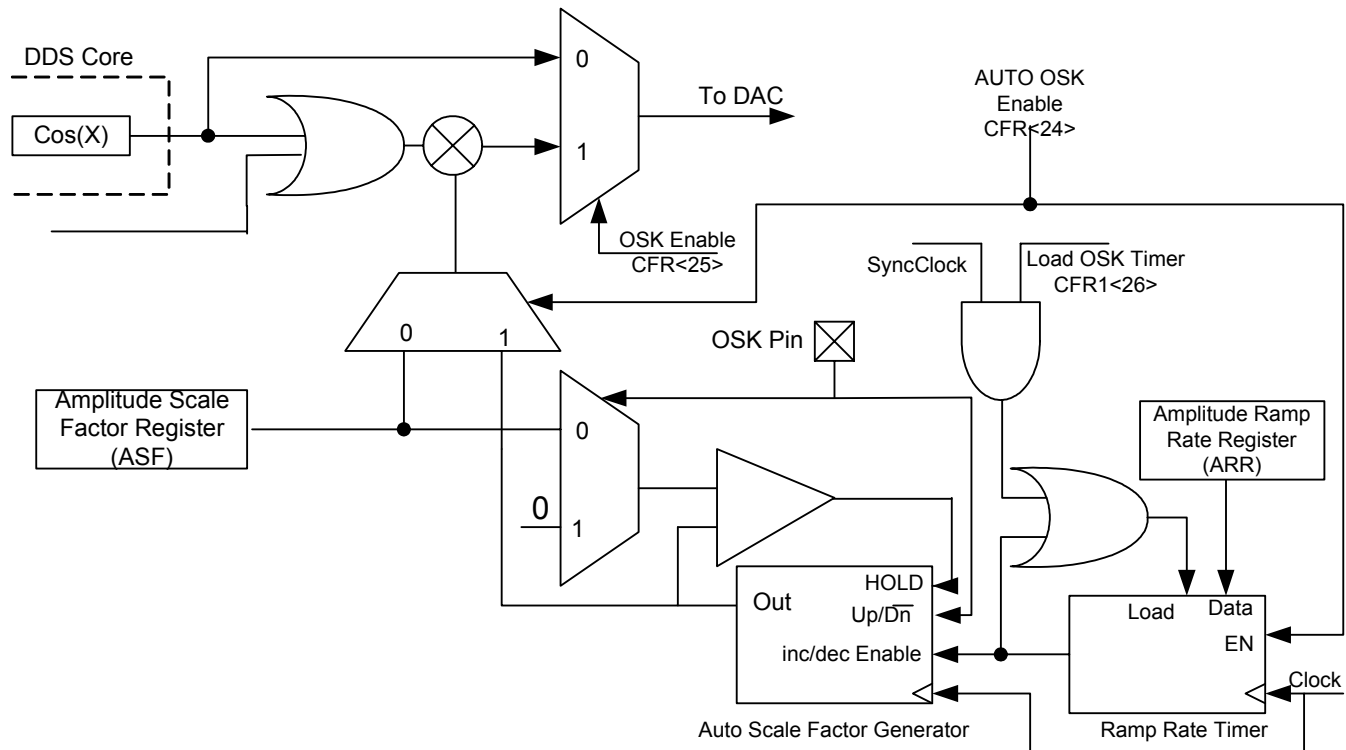 DDS Core
Cos(X)
0
1
To DAC
AUTO OSK
Enable
CFR<24>
OSK Enable
CFR<25>
SyncClock
Load OSK Timer
CFR1<26>
0
1
OSK Pin
Amplitude Scale
Factor Register
(ASF)
0
0
1
Amplitude Ramp
Rate Register
(ARR)
HOLD
Out
Up/Dn̅
inc/dec Enable
Load
Data
EN
Clock
Auto Scale Factor Generator
Ramp Rate Timer